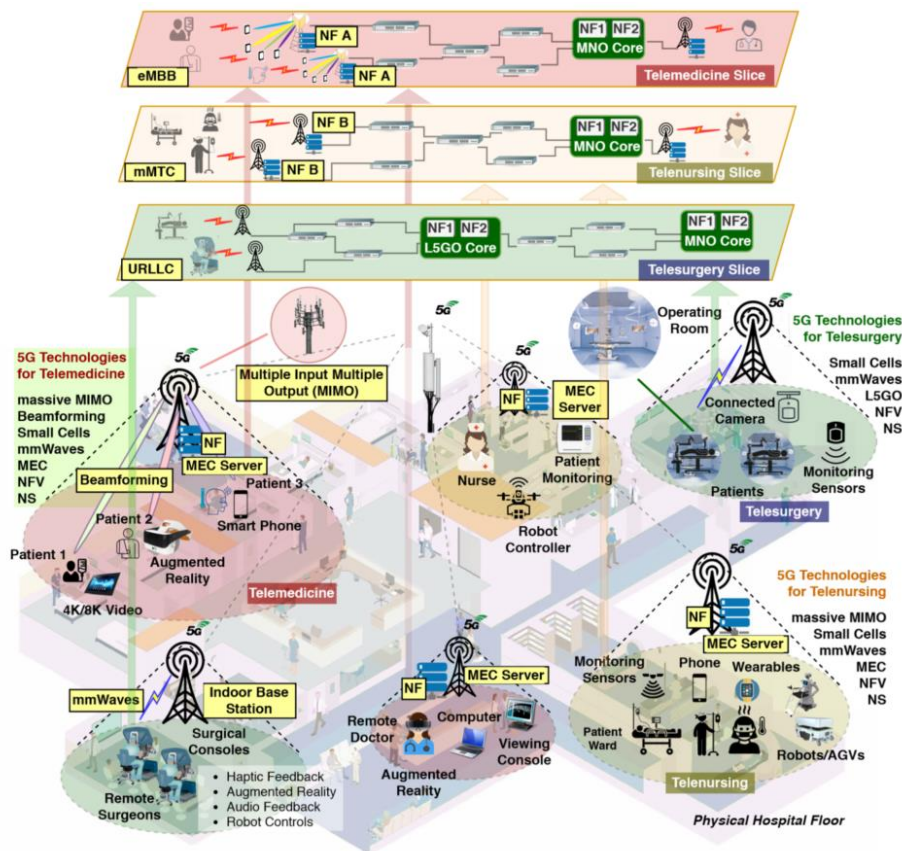 NF A
NF A
eMBB
NF1 NF2
MNO Core
Telemedicine Slice
NF B
NF B
mMTC
NF1 NF2
MNO Core
Telenursing Slice
NF1 NF2
L5GO Core
NF1 NF2
MNO Core
URLLC
Telesurgery Slice
5G
5G Technologies
for Telemedicine
massive MIMO
Beamforming
Small Cells
mmWaves
MEC
NFV
NS
Multiple Input Multiple
Output (MIMO)
NF
MEC Server
Beamforming
Patient 3
Smart Phone
Patient 2
Augmented
Reality
Patient 1
4K/8K Video
Telemedicine
5G
5G
NF
MEC
Server
Nurse
Patient
Monitoring
Robot
Controller
Operating
Room
5G
5G Technologies
for Telesurgery
Small Cells
mmWaves
L5GO
NFV
NS
Connected
Camera
Patients
Monitoring
Sensors
Telesurgery
5G
mmWaves
Indoor Base
Station
Surgical
Consoles
Remote
Surgeons
• Haptic Feedback
• Augmented Reality
• Audio Feedback
• Robot Controls
5G
NF
MEC Server
Remote
Doctor
Computer
Augmented
Reality
Viewing
Console
5G
5G Technologies
for Telenursing
massive MIMO
Small Cells
mmWaves
MEC
NFV
NS
NF
MEC Server
Monitoring
Sensors
Phone
Wearables
Patient
Ward
Robots/AGVs
Telenursing
Physical Hospital Floor